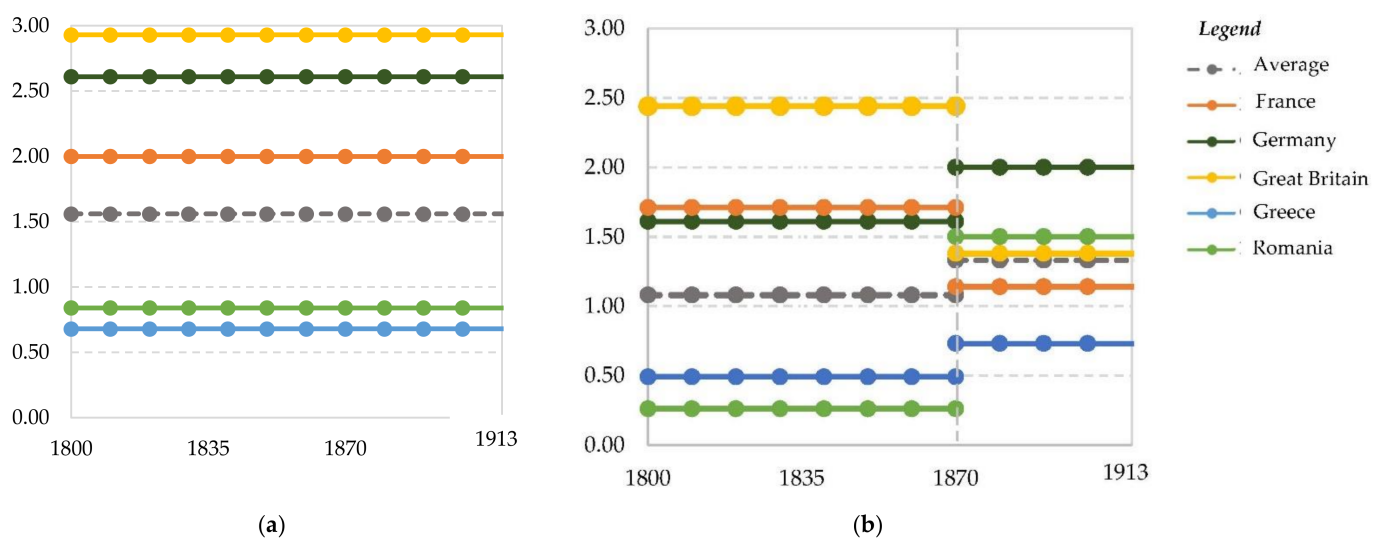 3.00
2.50
2.00
1.50
1.00
0.50
0.00
1800 1835 1870 1913
(a)
3.00
2.50
2.00
1.50
1.00
0.50
0.00
1800 1835 1870 1913
(b)
Legend
Average
France
Germany
Great Britain
Greece
Romania